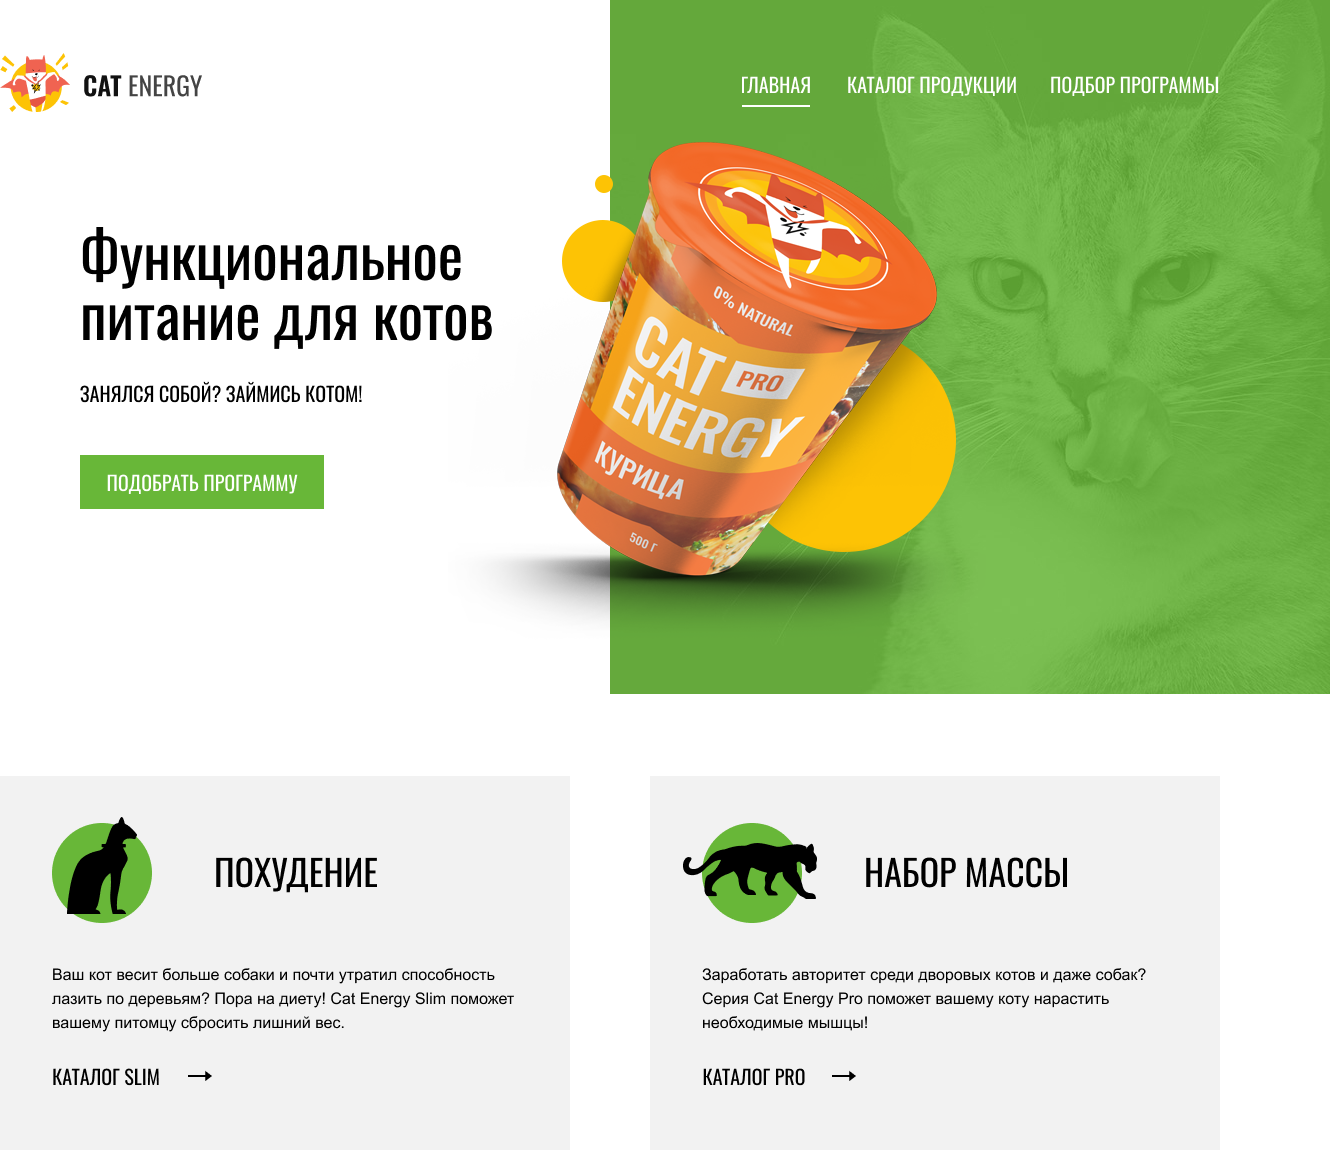 CAT ENERGY
ГЛАВНАЯ
КАТАЛОГ ПРОДУКЦИИ
ПОДБОР ПРОГРАММЫ
Функциональное
питание для котов
ЗАНЯЛСЯ СОБОЙ? ЗАЙМИСЬ КОТОМ!
ПОДОБРАТЬ ПРОГРАММУ
0% NATURAL
CAT PRO
ENERGY
КУРИЦА
500 Г
ПОХУДЕНИЕ
Ваш кот весит больше собаки и почти утратил способность
лазить по деревьям? Пора на диету! Cat Energy Slim поможет
вашему питомцу сбросить лишний вес.
КАТАЛОГ SLIM
НАБОР МАССЫ
Заработать авторитет среди дворовых котов и даже собак?
Серия Cat Energy Pro поможет вашему коту нарастить
необходимые мышцы!
КАТАЛОГ PRO